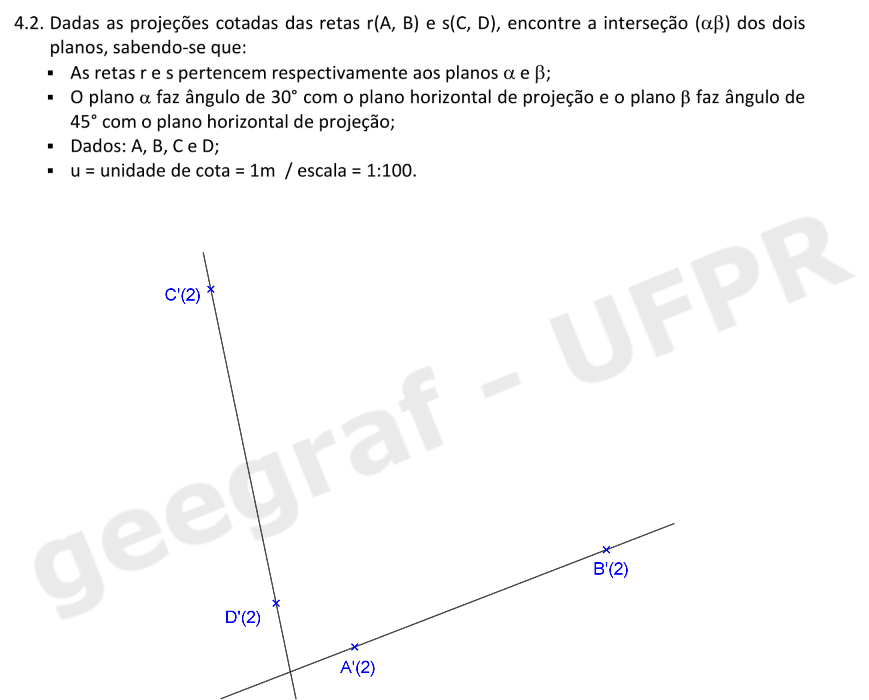 4.2. Dadas as projeções cotadas das retas r(A, B) e s(C, D), encontre a interseção (αβ) dos dois
planos, sabendo-se que:
▪ As retas r e s pertencem respectivamente aos planos α e β;
▪ O plano α faz ângulo de 30° com o plano horizontal de projeção e o plano β faz ângulo de
45° com o plano horizontal de projeção;
▪ Dados: A, B, C e D;
▪ u = unidade de cota = 1m / escala = 1:100.
geegraf - UFPR
C'(2)
B'(2)
D'(2)
A'(2)